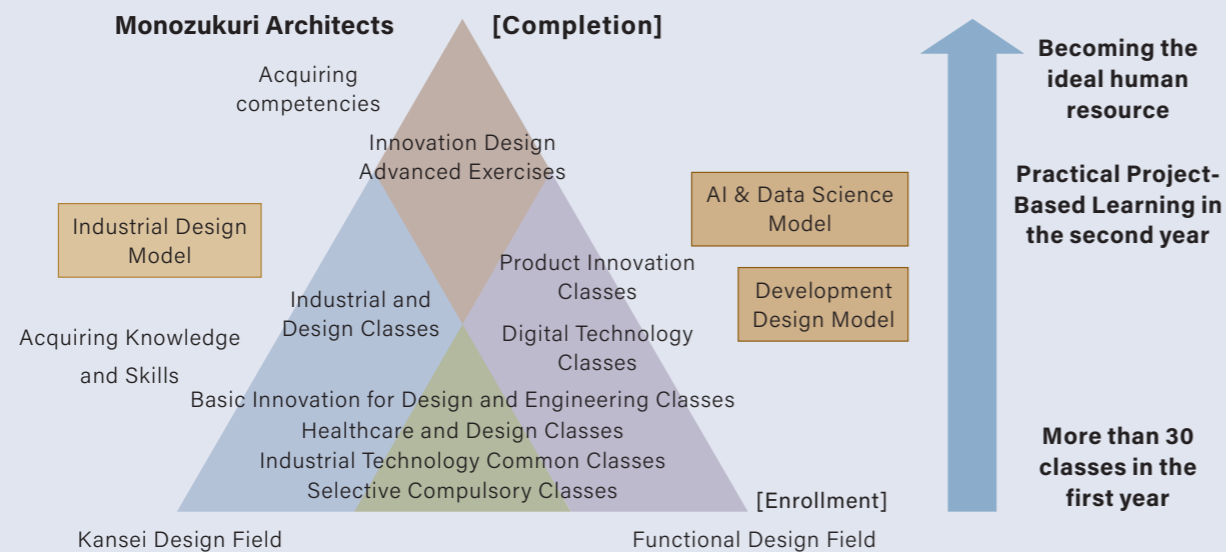 Monozukuri Architects
[Completion]
Acquiring
competencies
Innovation Design
Advanced Exercises
Industrial Design
Model
AI & Data Science
Model
Product Innovation
Classes
Development
Design Model
Industrial and
Design Classes
Digital Technology
Classes
Acquiring Knowledge
and Skills
Basic Innovation for Design and Engineering Classes
Healthcare and Design Classes
Industrial Technology Common Classes
Selective Compulsory Classes
[Enrollment]
Kansei Design Field
Functional Design Field
Becoming the
ideal human
resource
Practical Project-
Based Learning in
the second year
More than 30
classes in the
first year